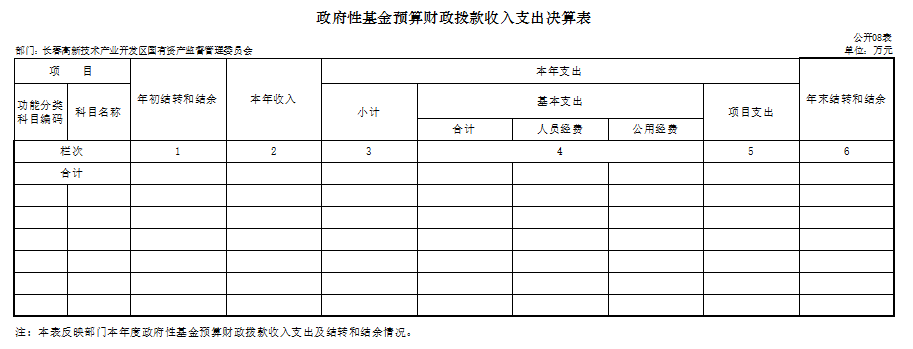 政府性基金预算财政拨款收入支出决算表
公开08表
部门：长春高新技术产业开发区国有资产监督管理委员会
单位：万元
项 目
年初结转和结余
本年收入
本年支出
年末结转和结余
功能分类
科目编码
科目名称
小计
基本支出
项目支出
合计
人员经费
公用经费
栏次
1
2
3
4
5
6
合计
注：本表反映部门本年度政府性基金预算财政拨款收入支出及结转和结余情况。